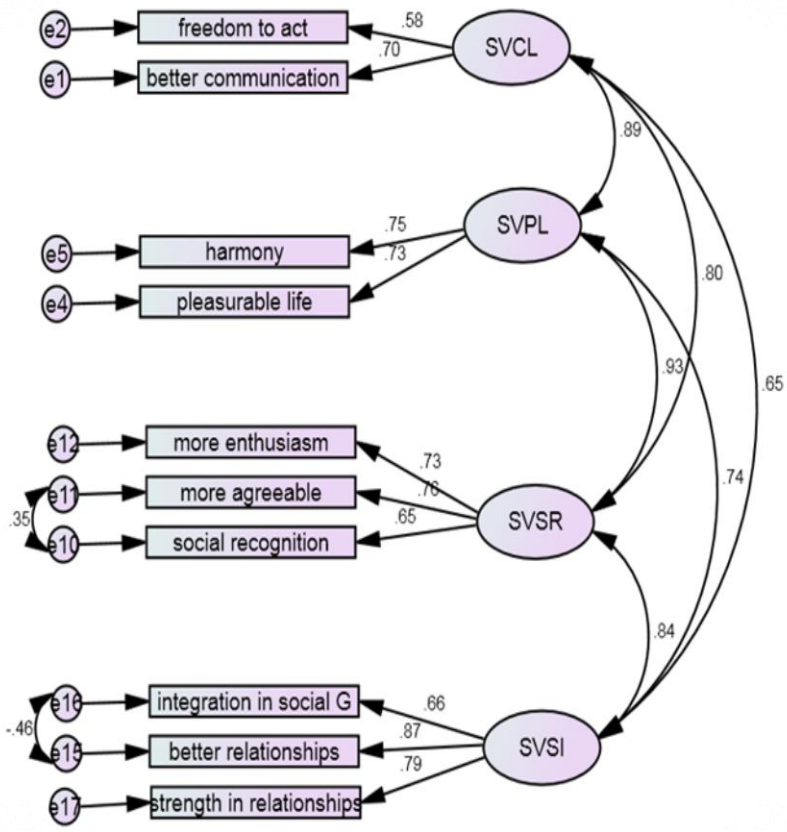 e2 freedom to act .58 SVCL
e1 better communication .70
.89
e5 harmony .75 SVPL
e4 pleasurable life .73
.80
.93
.65
e12 more enthusiasm .73
e11 more agreeable .76
.74
.35
e10 social recognition .65 SVSR
.84
e16 integration in social G .66
-.46
e15 better relationships .87 SVSI
e17 strength in relationships .79